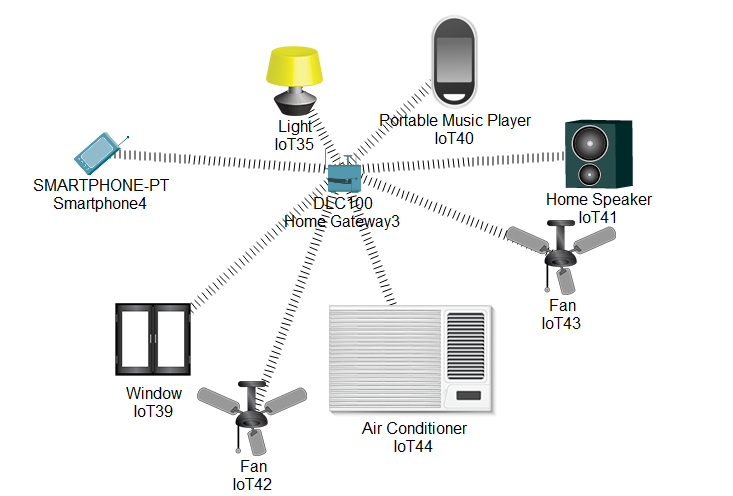 Light
IoT35
Portable Music Player
IoT40
SMARTPHONE-PT
Smartphone4
DLC100
Home Gateway3
Home Speaker
IoT41
Fan
IoT43
Window
IoT39
Air Conditioner
IoT44
Fan
IoT42